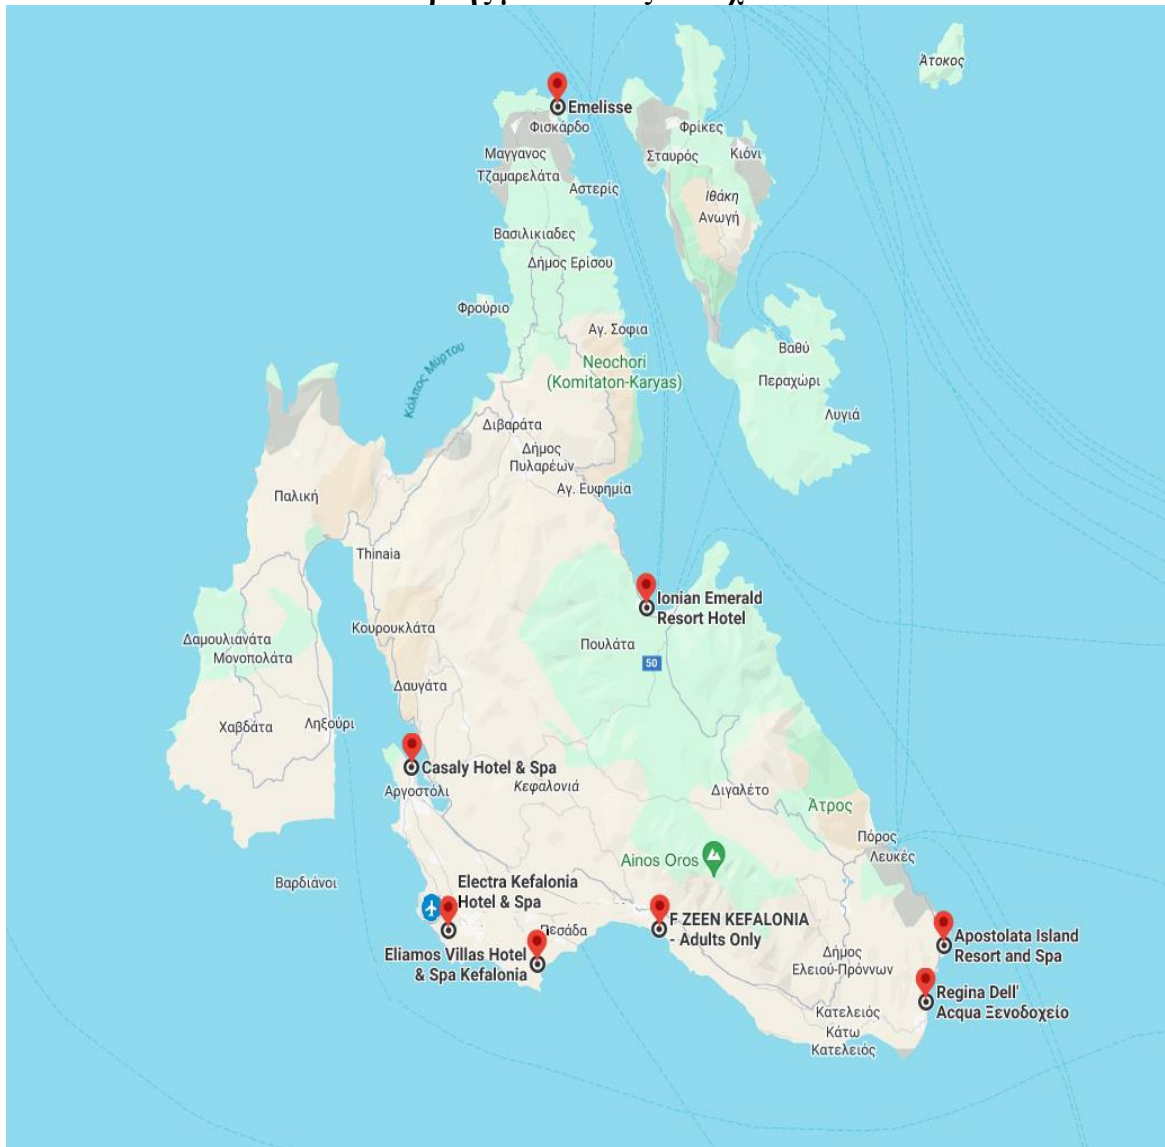 Άτοκος
Emelisse
Φισκάρδο
Φρίκες
Μαγγανος
Σταυρός
Κιόνι
Τζαμαρελάτα
Αστερίς
Ιθάκη
Ανωγή
Βασιλικιαδες
Δήμος Ερίσου
Φρούριο
Αγ. Σοφια
Βαθύ
Κόλπος Μύρτου
Neochori
(Komitaton-Karyas)
Περαχώρι
Λυγιά
Διβαράτα
Δήμος
Πυλαρέων
Αγ. Ευφημία
Παλική
Thinaia
Ionian Emerald
Resort Hotel
Κουρουκλάτα
Δαμουλιανάτα
Μονοπολάτα
Πουλάτα
50
Δαυγάτα
Χαβδάτα
Ληξούρι
Casaly Hotel & Spa
Αργοστόλι
Κεφαλονιά
Διγαλέτο
Άτρος
Πόρος
Λευκές
Ainos Oros
Βαρδιάνοι
Electra Kefalonia
Hotel & Spa
Πεσάδα
F ZEEN KEFALONIA
- Adults Only
Eliamos Villas Hotel
& Spa Kefalonia
Apostolata Island
Resort and Spa
Δήμος
Ελειού-Πρόννων
Regina Dell'
Acqua Ξενοδοχείο
Κατελειός
Κάτω
Κατελειός